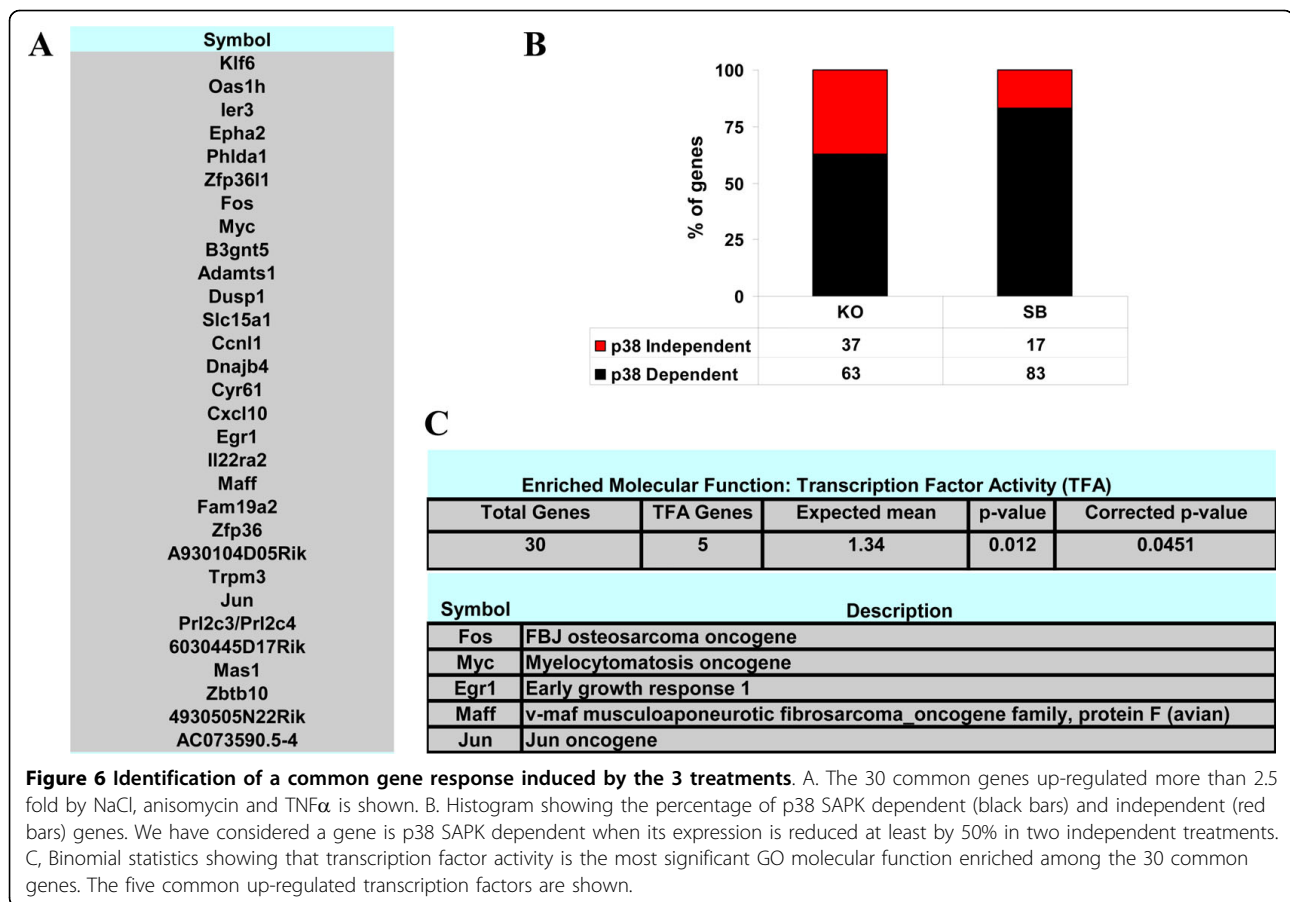 A
Symbol
Klf6
Oas1h
Ier3
Epha2
Phlda1
Zfp36l1
Fos
Myc
B3gnt5
Adamts1
Dusp1
Slc15a1
Ccnl1
Dnajb4
Cyr61
Cxcl10
Egr1
Il22ra2
Maff
Fam19a2
Zfp36
A930104D05Rik
Trpm3
Jun
Prl2c3/Prl2c4
6030445D17Rik
Mas1
Zbtb10
4930505N22Rik
AC073590.5-4
B
% of genes
100
75
50
25
0
KO SB
p38 Independent 37 17
p38 Dependent 63 83
C
Enriched Molecular Function: Transcription Factor Activity (TFA)
Total Genes TFA Genes Expected mean p-value Corrected p-value
30 5 1.34 0.012 0.0451
Symbol Description
Fos FBJ osteosarcoma oncogene
Myc Myelocytomatosis oncogene
Egr1 Early growth response 1
Maff v-maf musculoaponeurotic fibrosarcoma_oncogene family, protein F (avian)
Jun Jun oncogene
Figure 6 Identification of a common gene response induced by the 3 treatments. A. The 30 common genes up-regulated more than 2.5
fold by NaCl, anisomycin and TNFα is shown. B. Histogram showing the percentage of p38 SAPK dependent (black bars) and independent (red
bars) genes. We have considered a gene is p38 SAPK dependent when its expression is reduced at least by 50% in two independent treatments.
C, Binomial statistics showing that transcription factor activity is the most significant GO molecular function enriched among the 30 common
genes. The five common up-regulated transcription factors are shown.